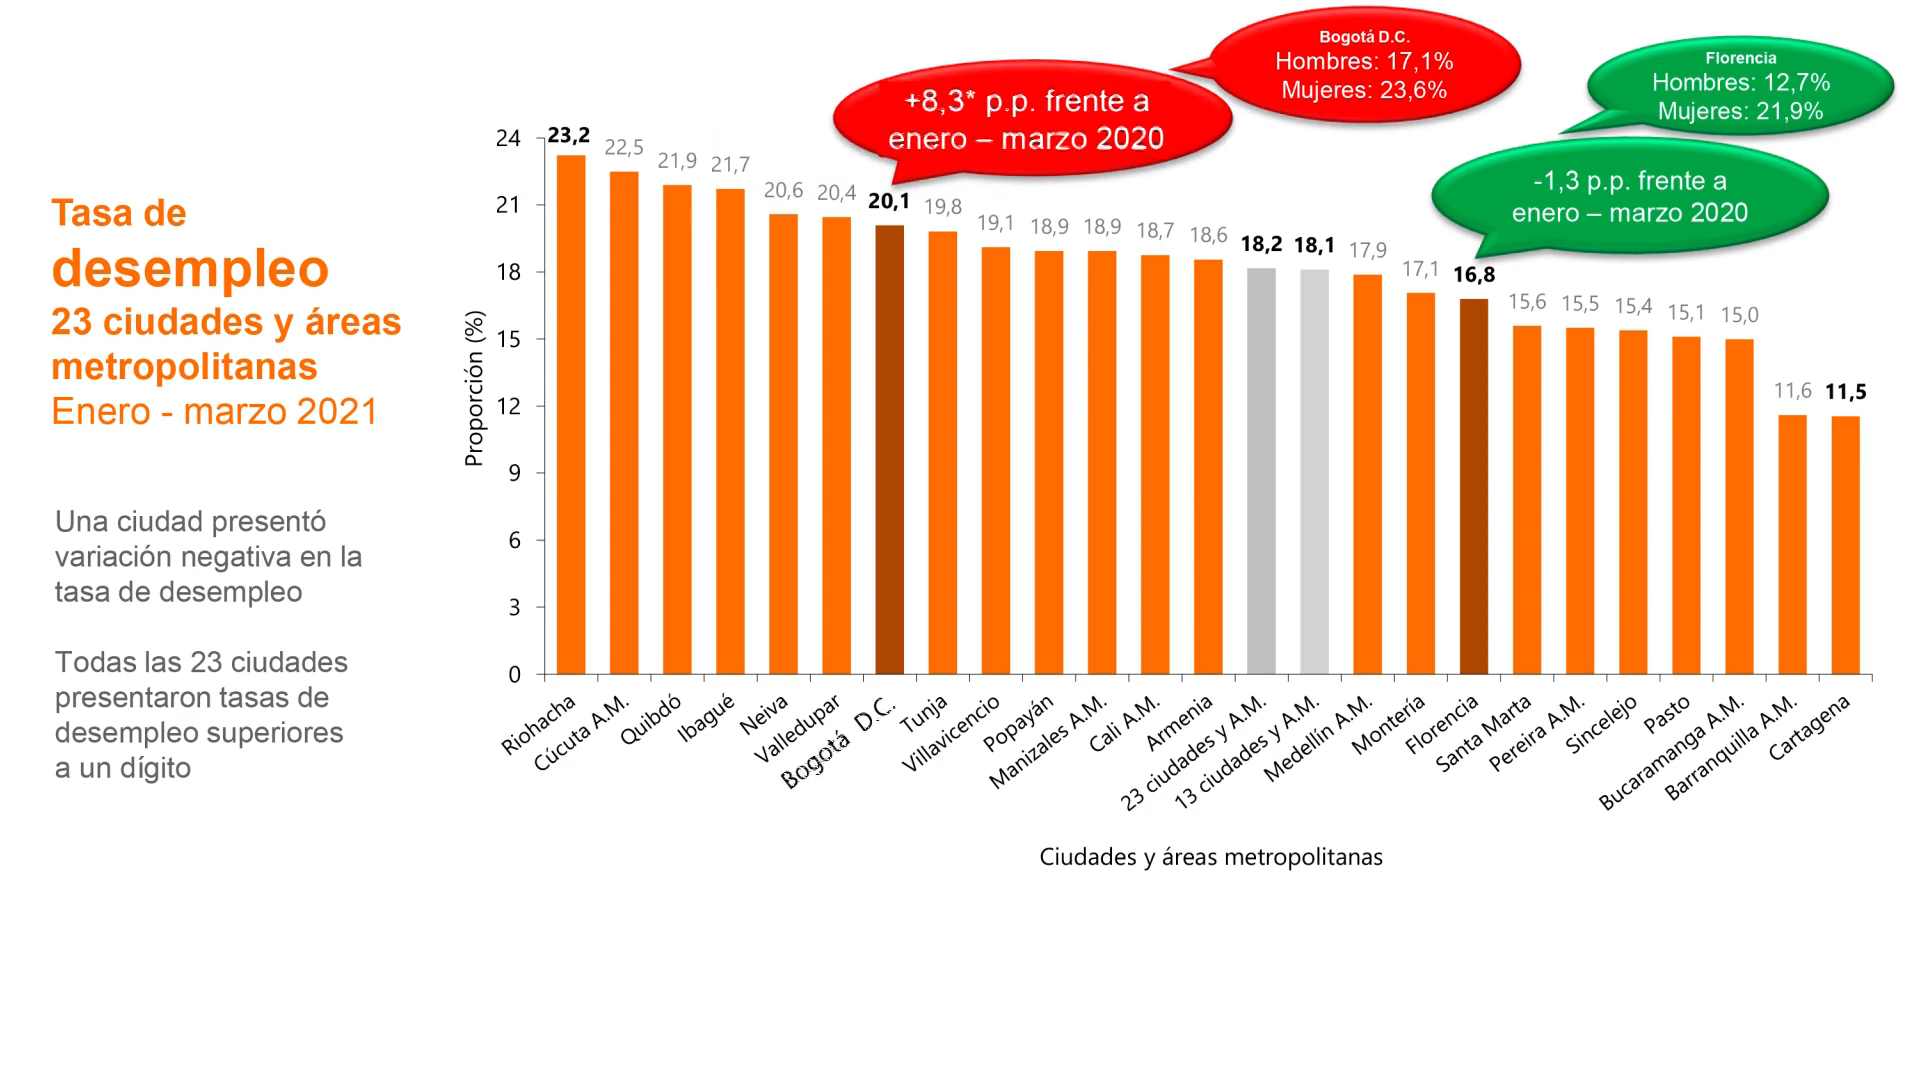 Tasa de
desempleo
23 ciudades y áreas
metropolitanas
Enero - marzo 2021
Una ciudad presentó
variación negativa en la
tasa de desempleo
Todas las 23 ciudades
presentaron tasas de
desempleo superiores
a un dígito
Bogotá D.C.
Hombres: 17,1%
Mujeres: 23,6%
+8,3* p.p. frente a
enero – marzo 2020
Florencia
Hombres: 12,7%
Mujeres: 21,9%
-1,3 p.p. frente a
enero – marzo 2020
Proporción (%)
24
21
18
15
12
9
6
3
0
23,2
22,5
21,9
21,7
20,6
20,4
20,1
19,8
19,1
18,9
18,9
18,7
18,6
18,2
18,1
17,9
17,1
16,8
15,6
15,5
15,4
15,1
15,0
11,6
11,5
Riohacha
Cúcuta A.M.
Quibdó
Ibagué
Neiva
Valledupar
Bogotá D.C.
Tunja
Villavicencio
Popayán
Manizales A.M.
Cali A.M.
Armenia
23 ciudades y A.M.
13 ciudades y A.M.
Medellín A.M.
Montería
Florencia
Santa Marta
Pereira A.M.
Sincelejo
Pasto
Bucaramanga A.M.
Barranquilla A.M.
Cartagena
Ciudades y áreas metropolitanas